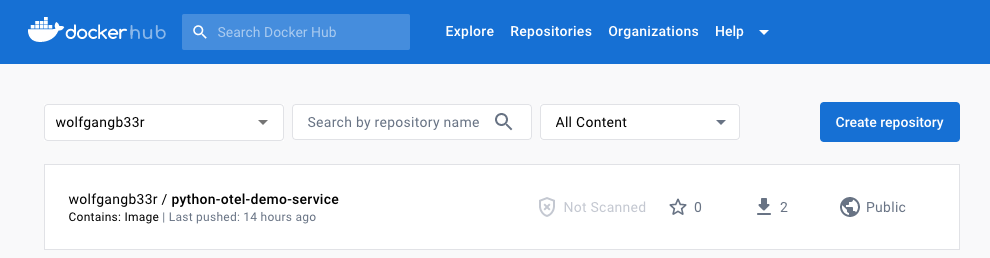 dockerhub
Search Docker Hub
Explore Repositories Organizations Help
wolfgangb33r
Search by repository name
All Content
Create repository
wolfgangb33r / python-otel-demo-service
Contains: Image | Last pushed: 14 hours ago
Not Scanned
0
2
Public